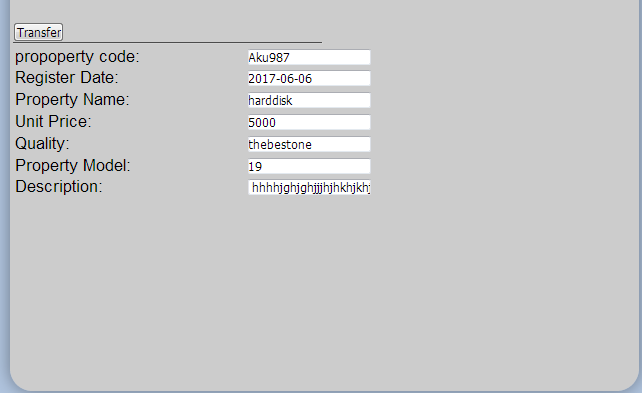 Transfer
propoperty code: Aku987
Register Date: 2017-06-06
Property Name: harddisk
Unit Price: 5000
Quality: thebestone
Property Model: 19
Description: hhhhjghjghjjjhjhkhjkhj